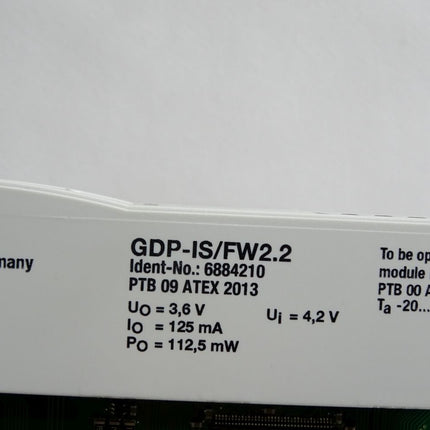 GDP-IS/FW2.2
Ident-No.: 6884210
PTB 09 ATEX 2013
UO = 3,6 V
IO = 125 mA
PO = 112,5 mW
Ui = 4,2 V
To be op
module
PTB 00 A
Ta -20...
many